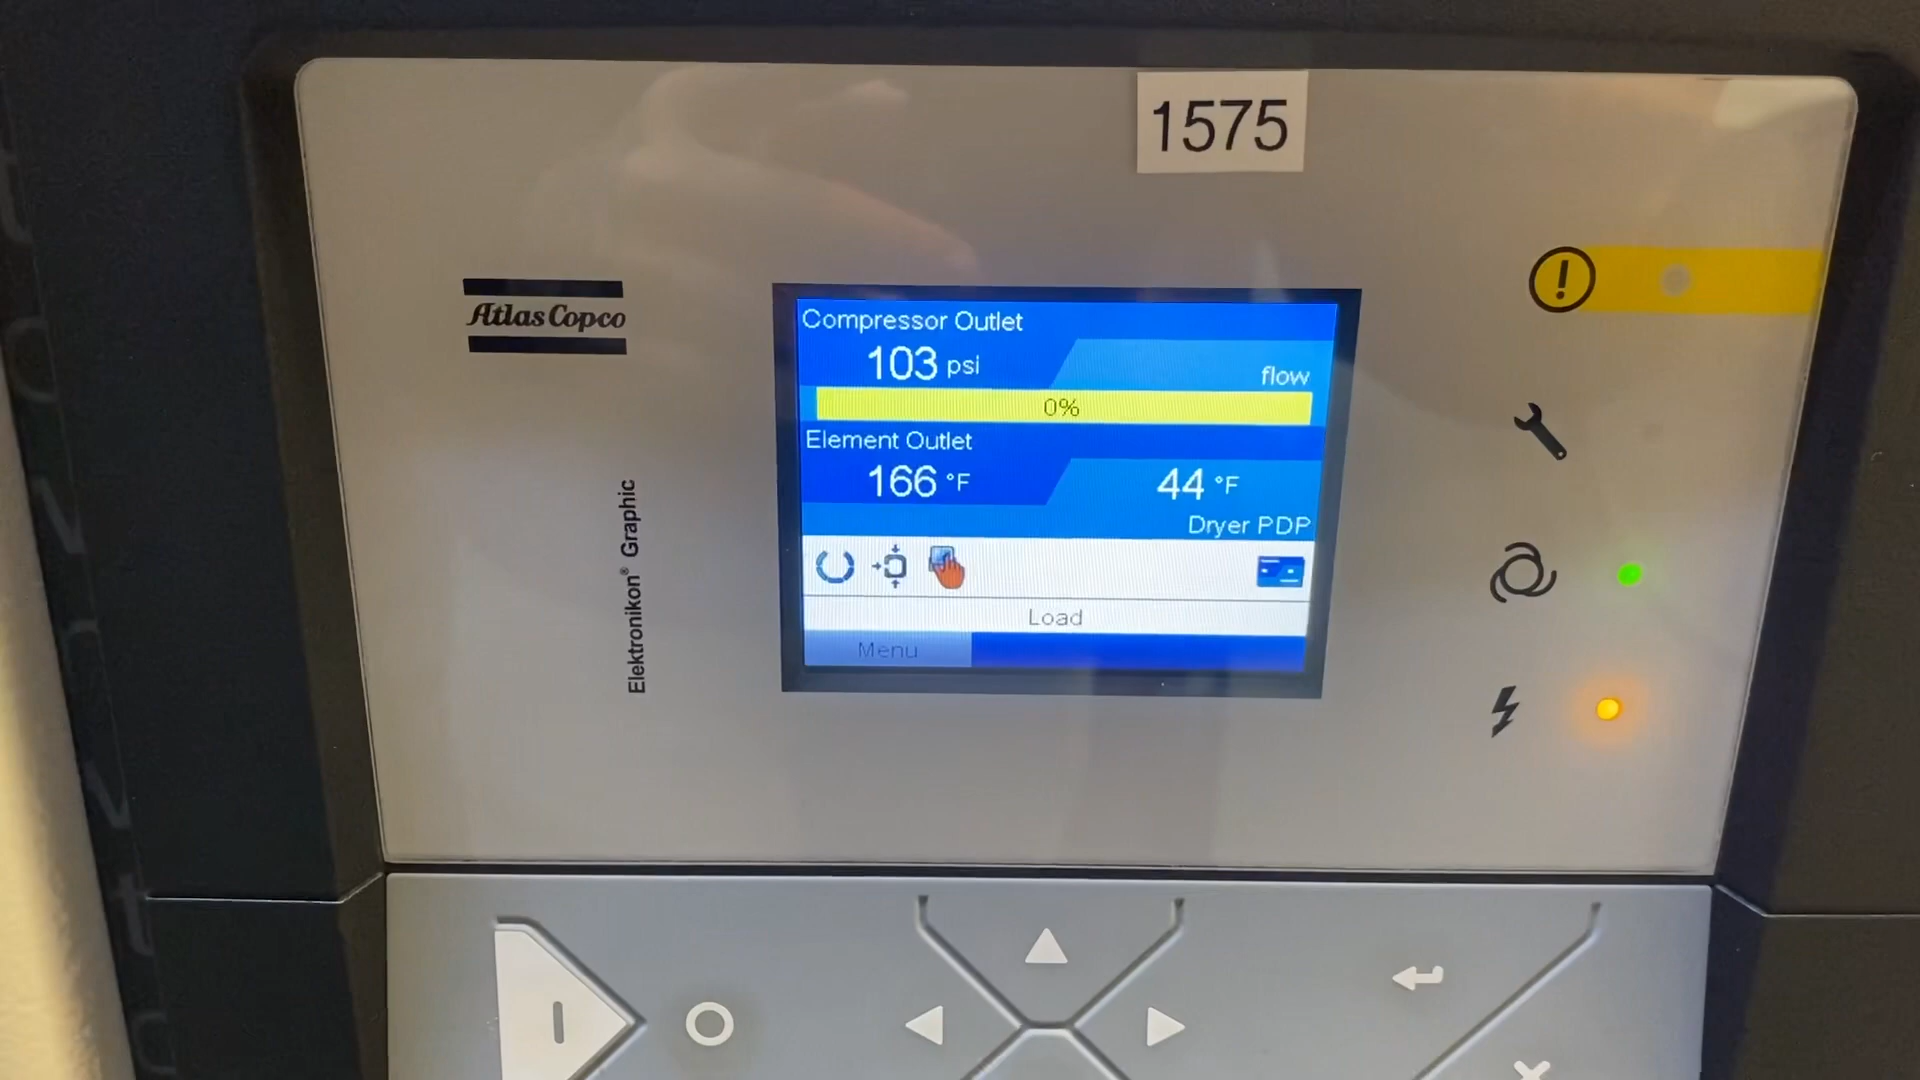 1575
Atlas Copco
Elektronikon® Graphic
Compressor Outlet
103 psi
flow
0%
Element Outlet
166 °F
44 °F
Dryer PDP
Load
Menu